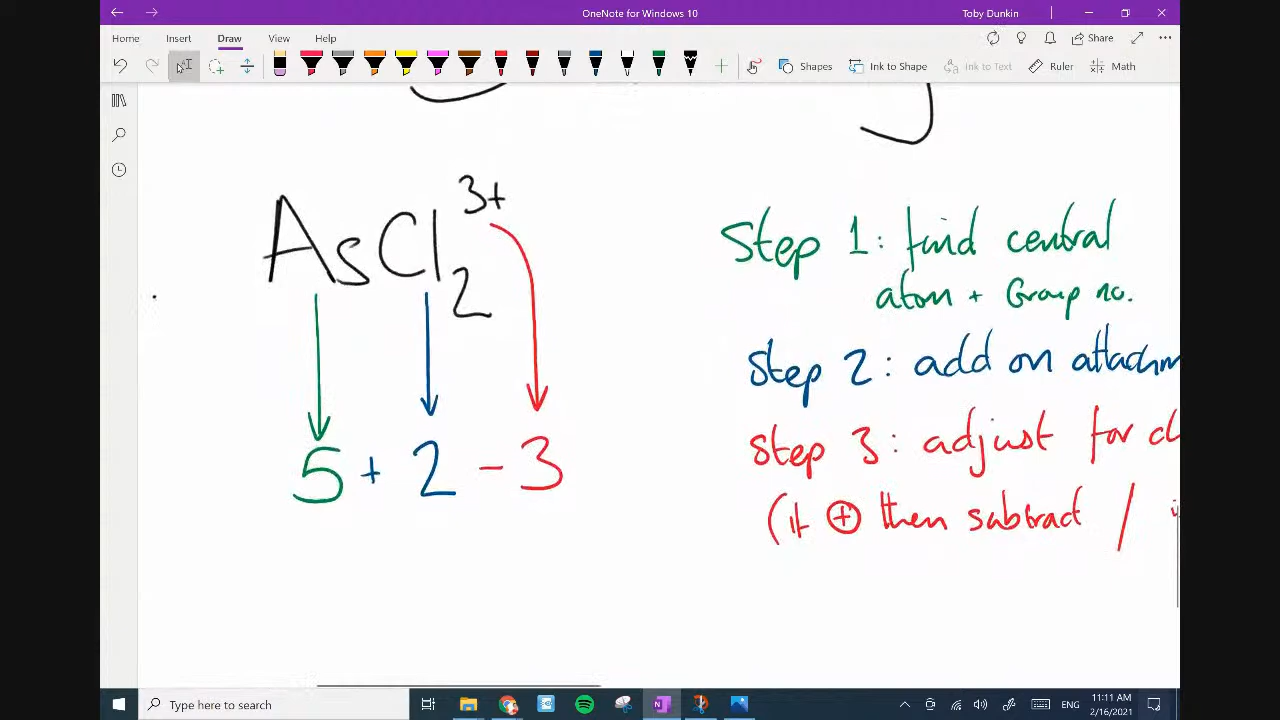 OneNote for Windows 10
Toby Dunkin
Home Insert Draw View Help
Share
Shapes Ink to Shape Ink to Text Ruler Math
AsCl₂³⁺
5 + 2 - 3
Step 1: find central
atom + Group no.
Step 2: add on attachm
Step 3: adjust for c
(if ⊕ then subtract / i
Type here to search
ENG
11:11 AM
2/16/2021